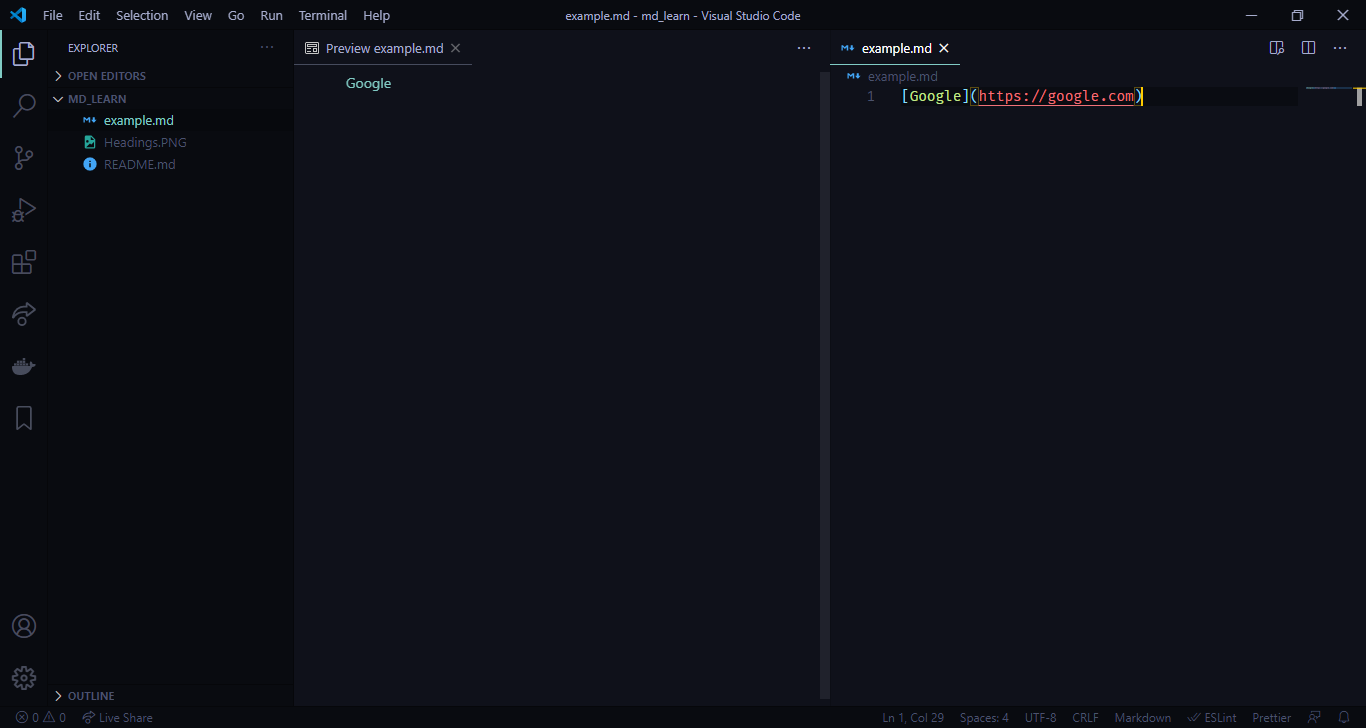 File Edit Selection View Go Run Terminal Help
example.md - md_learn - Visual Studio Code
EXPLORER
OPEN EDITORS
MD_LEARN
example.md
Headings.PNG
README.md
OUTLINE
Preview example.md
Google
example.md
example.md
1 [Google](https://google.com)
0 0 Live Share
Ln 1, Col 29 Spaces: 4 UTF-8 CRLF Markdown ESLint Prettier